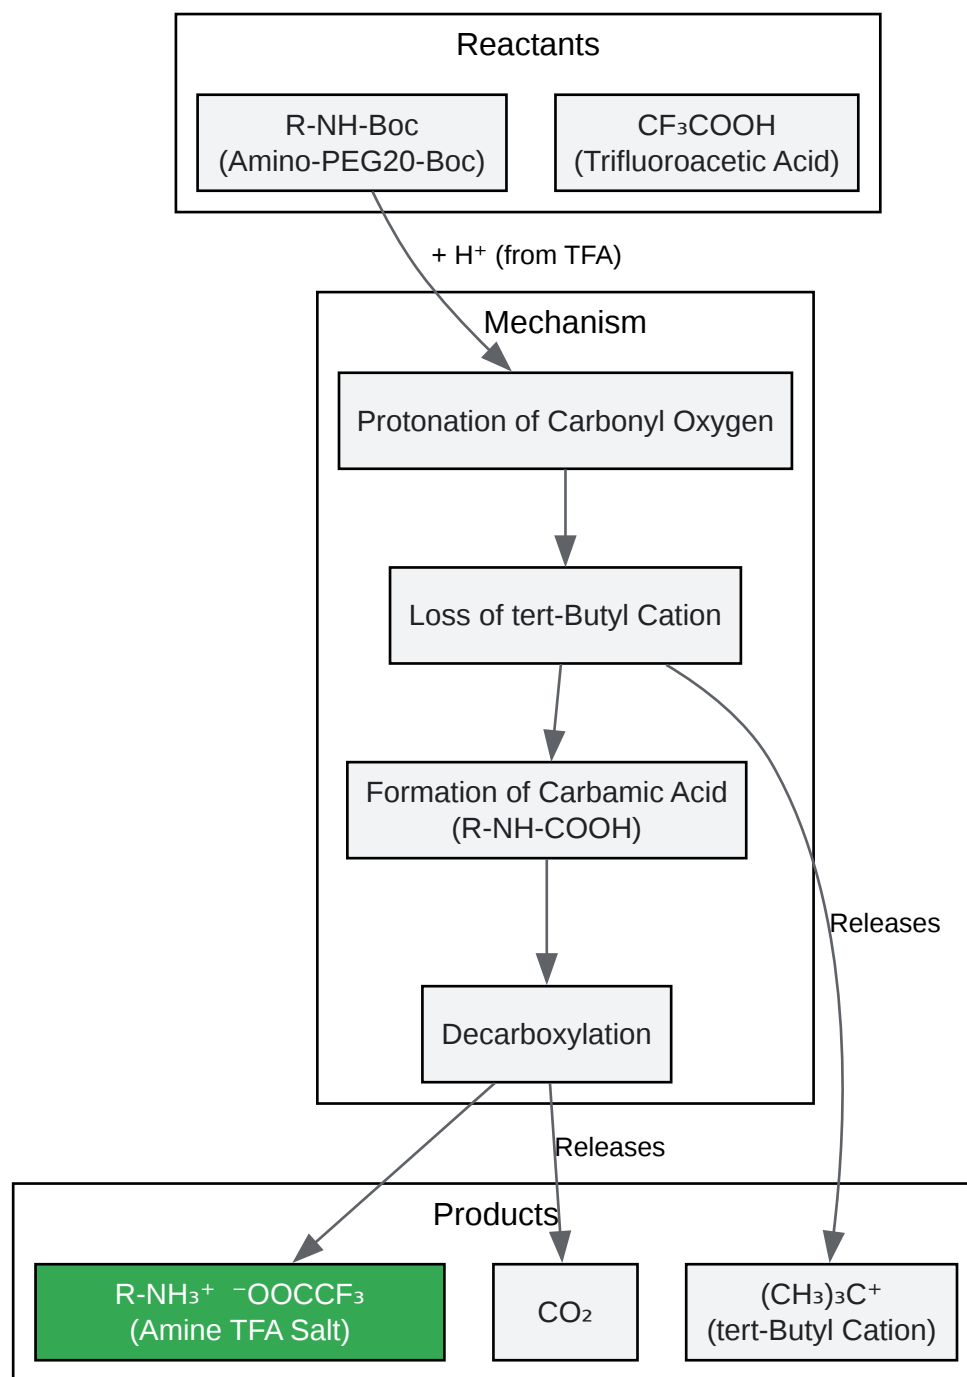 Reactants
R-NH-Boc
(Amino-PEG20-Boc)
CF₃COOH
(Trifluoroacetic Acid)
+ H⁺ (from TFA)
Mechanism
Protonation of Carbonyl Oxygen
Loss of tert-Butyl Cation
Formation of Carbamic Acid
(R-NH-COOH)
Releases
Decarboxylation
Releases
Products
R-NH₃⁺ ⁻OOCCF₃
(Amine TFA Salt)
CO₂
(CH₃)₃C⁺
(tert-Butyl Cation)